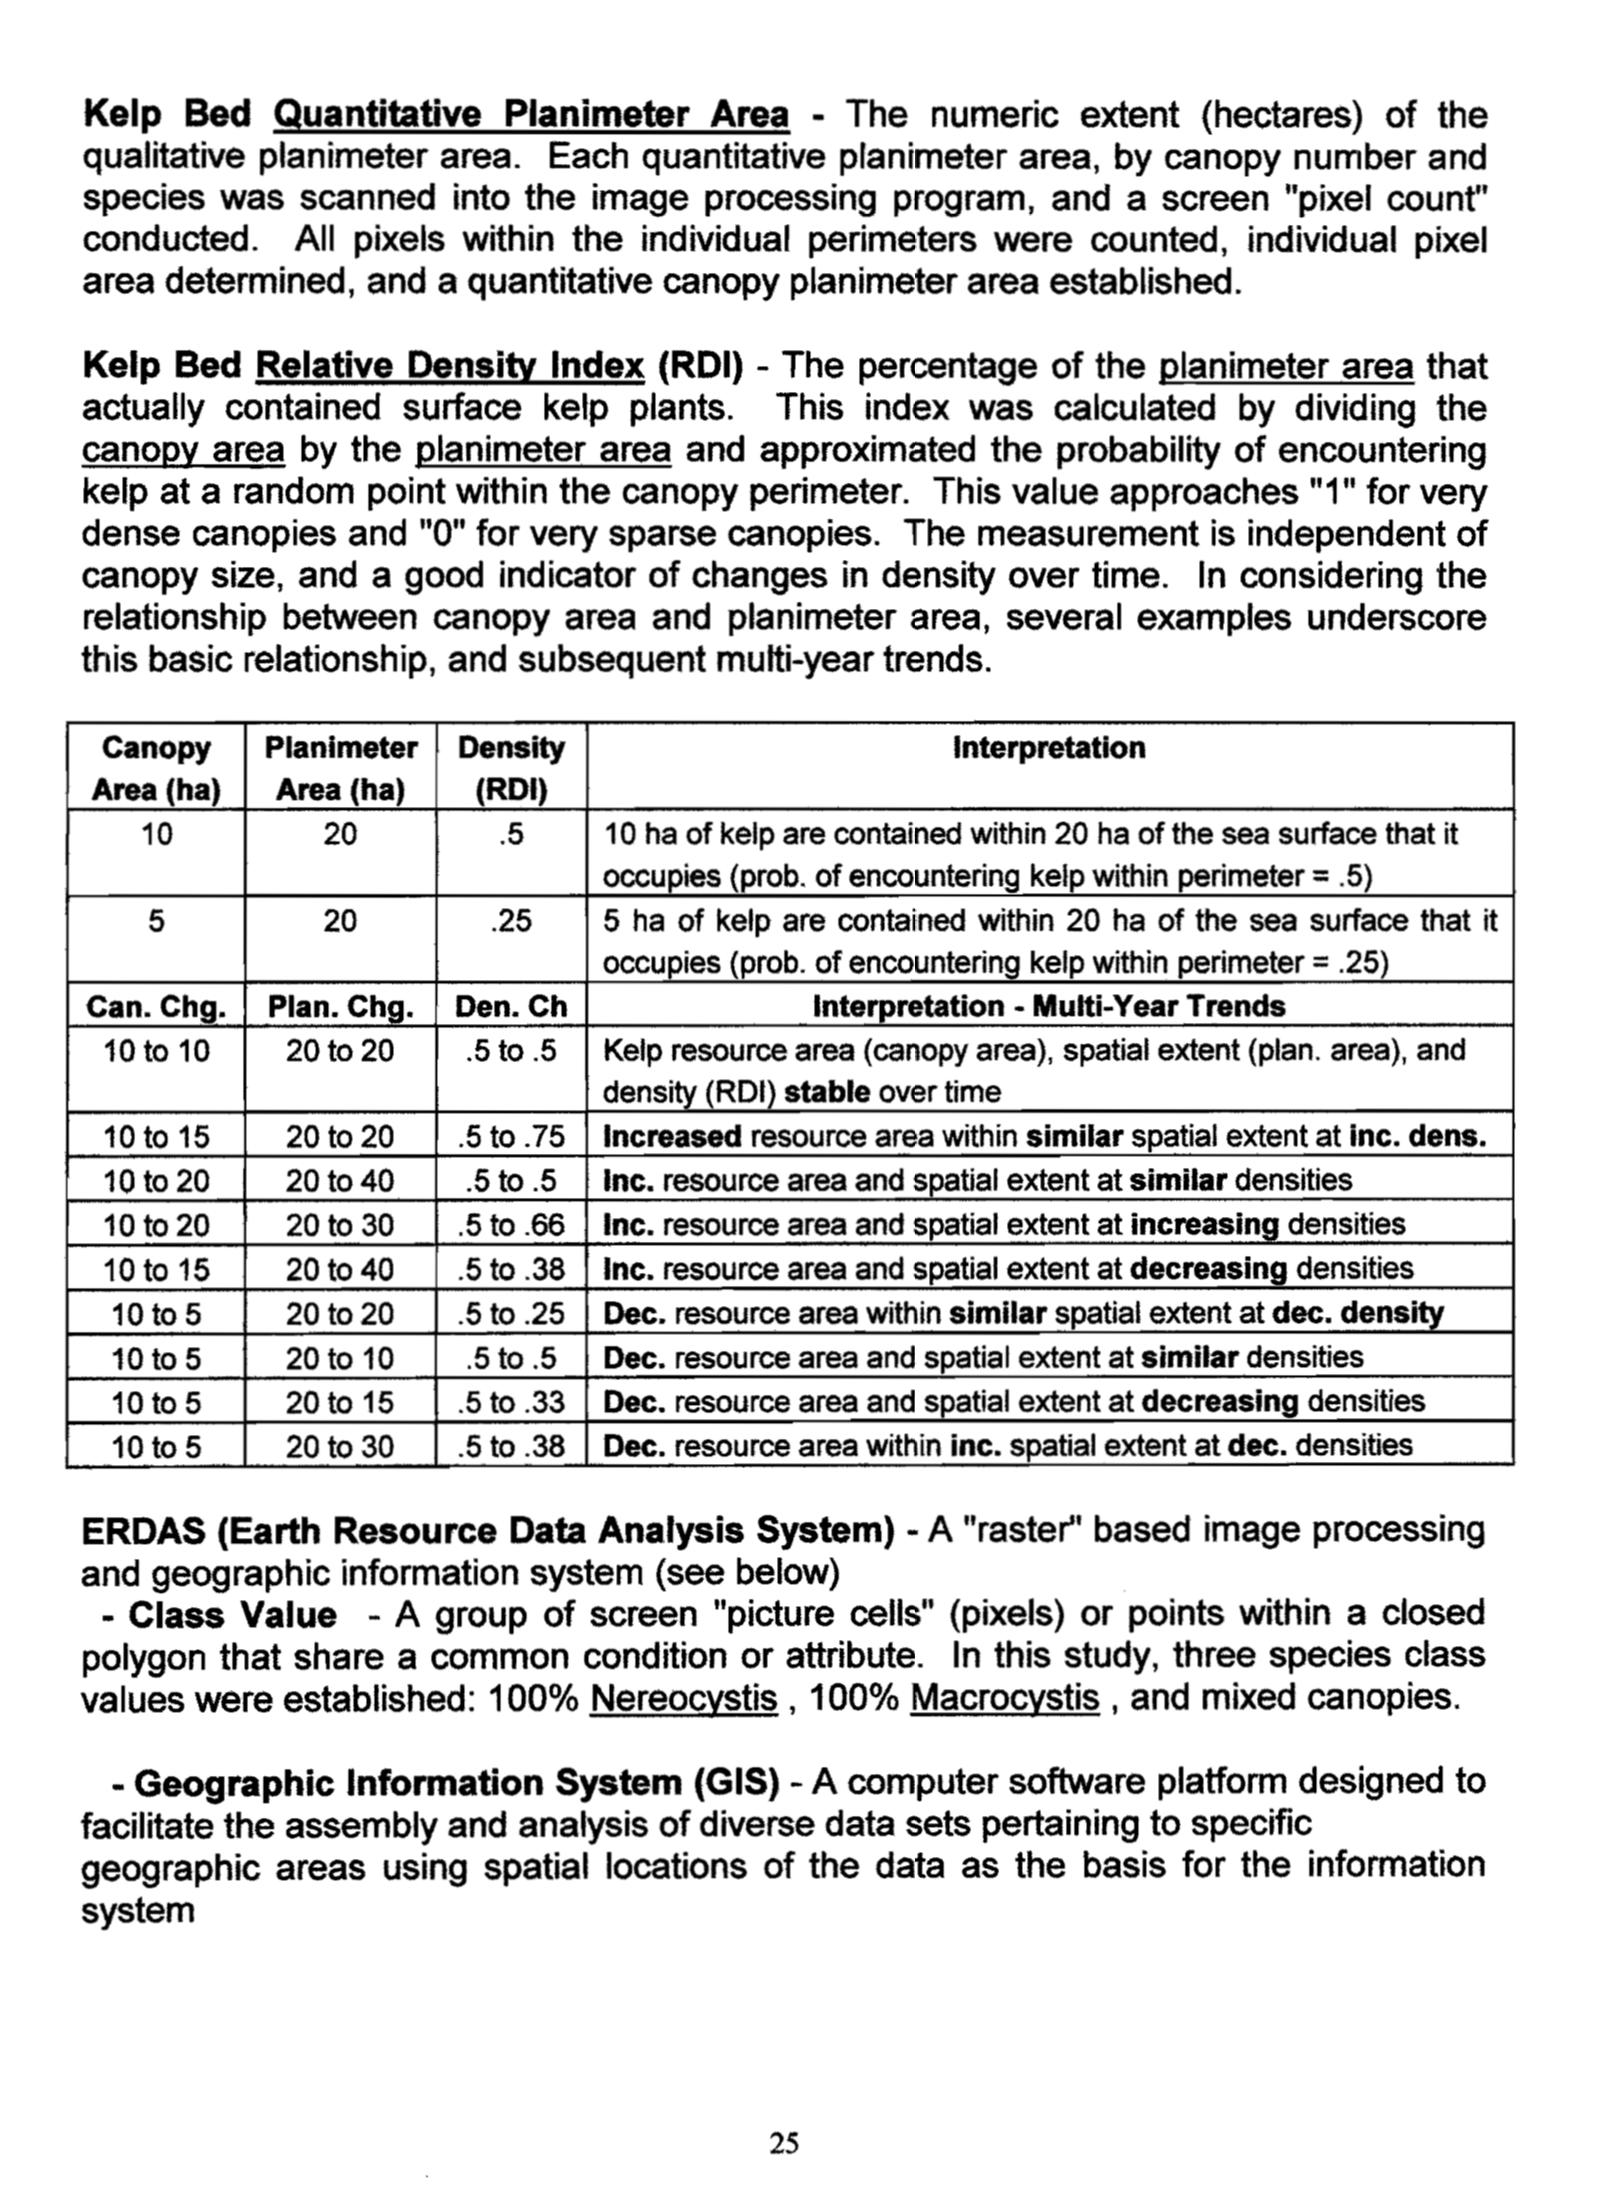 Kelp Bed Quantitative Planimeter Area - The numeric extent (hectares) of the
qualitative planimeter area. Each quantitative planimeter area, by canopy number and
species was scanned into the image processing program, and a screen "pixel count"
conducted. All pixels within the individual perimeters were counted, individual pixel
area determined, and a quantitative canopy planimeter area established.
Kelp Bed Relative Density Index (RDI) - The percentage of the planimeter area that
actually contained surface kelp plants. This index was calculated by dividing the
canopy area by the planimeter area and approximated the probability of encountering
kelp at a random point within the canopy perimeter. This value approaches "1" for very
dense canopies and "0" for very sparse canopies. The measurement is independent of
canopy size, and a good indicator of changes in density over time. In considering the
relationship between canopy area and planimeter area, several examples underscore
this basic relationship, and subsequent multi-year trends.
Canopy Planimeter Density Interpretation
Area (ha) Area (ha) (RDI)
10 20 .5 10 ha of kelp are contained within 20 ha of the sea surface that it
occupies (prob. of encountering kelp within perimeter = .5)
5 20 .25 5 ha of kelp are contained within 20 ha of the sea surface that it
occupies (prob. of encountering kelp within perimeter = .25)
Can. Chg. Plan. Chg. Den. Ch Interpretation - Multi-Year Trends
10 to 10 20 to 20 .5 to .5 Kelp resource area (canopy area), spatial extent (plan. area), and
density (RDI) stable over time
10 to 15 20 to 20 .5 to .75 Increased resource area within similar spatial extent at inc. dens.
10 to 20 20 to 40 .5 to .5 Inc. resource area and spatial extent at similar densities
10 to 20 20 to 30 .5 to .66 Inc. resource area and spatial extent at increasing densities
10 to 15 20 to 40 .5 to .38 Inc. resource area and spatial extent at decreasing densities
10 to 5 20 to 20 .5 to .25 Dec. resource area within similar spatial extent at dec. density
10 to 5 20 to 10 .5 to .5 Dec. resource area and spatial extent at similar densities
10 to 5 20 to 15 .5 to .33 Dec. resource area and spatial extent at decreasing densities
10 to 5 20 to 30 .5 to .38 Dec. resource area within inc. spatial extent at dec. densities
ERDAS (Earth Resource Data Analysis System) - A "raster" based image processing
and geographic information system (see below)
- Class Value - A group of screen "picture cells" (pixels) or points within a closed
polygon that share a common condition or attribute. In this study, three species class
values were established: 100% Nereocystis , 100% Macrocystis , and mixed canopies.
- Geographic Information System (GIS) - A computer software platform designed to
facilitate the assembly and analysis of diverse data sets pertaining to specific
geographic areas using spatial locations of the data as the basis for the information
system
25